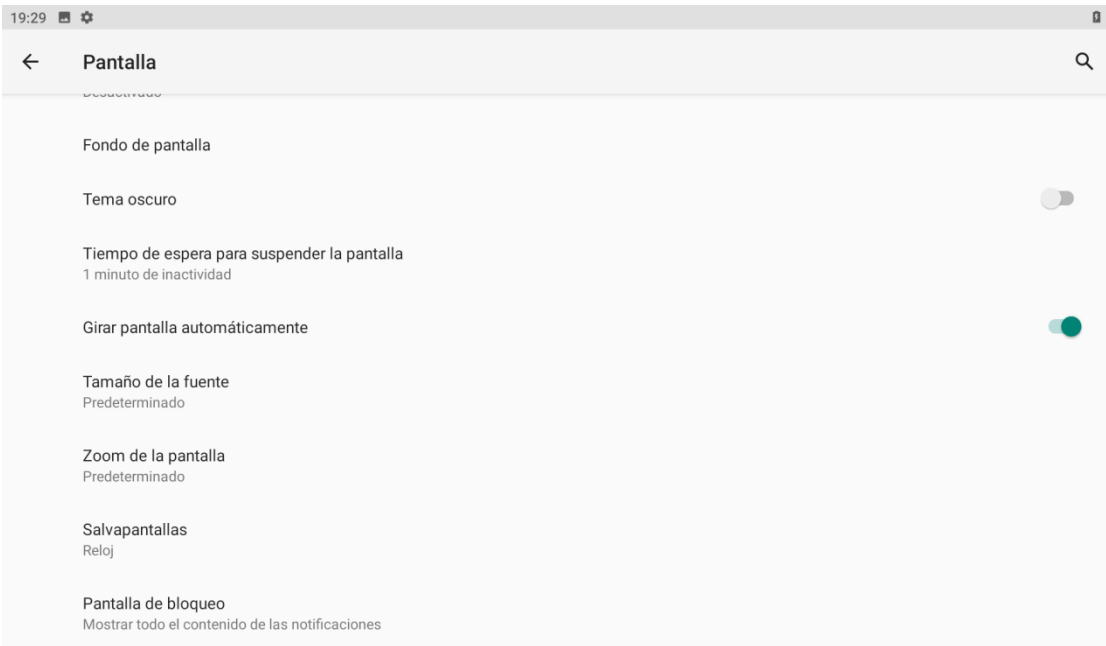 19:29
Pantalla
Desactivado
Fondo de pantalla
Tema oscuro
Tiempo de espera para suspender la pantalla
1 minuto de inactividad
Girar pantalla automáticamente
Tamaño de la fuente
Predeterminado
Zoom de la pantalla
Predeterminado
Salvapantallas
Reloj
Pantalla de bloqueo
Mostrar todo el contenido de las notificaciones